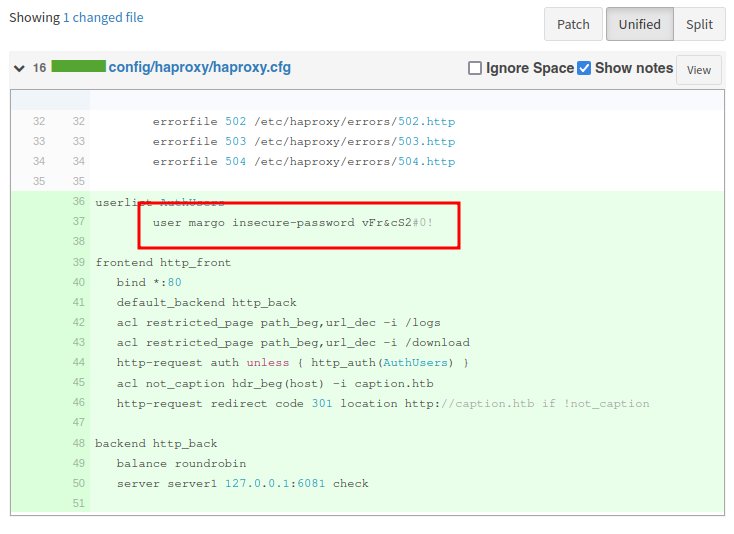 Showing 1 changed file
Patch Unified Split
16 config/haproxy/haproxy.cfg Ignore Space Show notes View
32 32 errorfile 502 /etc/haproxy/errors/502.http
33 33 errorfile 503 /etc/haproxy/errors/503.http
34 34 errorfile 504 /etc/haproxy/errors/504.http
35 35
36 userlist AuthUsers
37 user margo insecure-password vFr&cS2#0!
38
39 frontend http_front
40 bind *:80
41 default_backend http_back
42 acl restricted_page path_beg,url_dec -i /logs
43 acl restricted_page path_beg,url_dec -i /download
44 http-request auth unless { http_auth(AuthUsers) }
45 acl not_caption hdr_beg(host) -i caption.htb
46 http-request redirect code 301 location http://caption.htb if !not_caption
47
48 backend http_back
49 balance roundrobin
50 server server1 127.0.0.1:6081 check
51